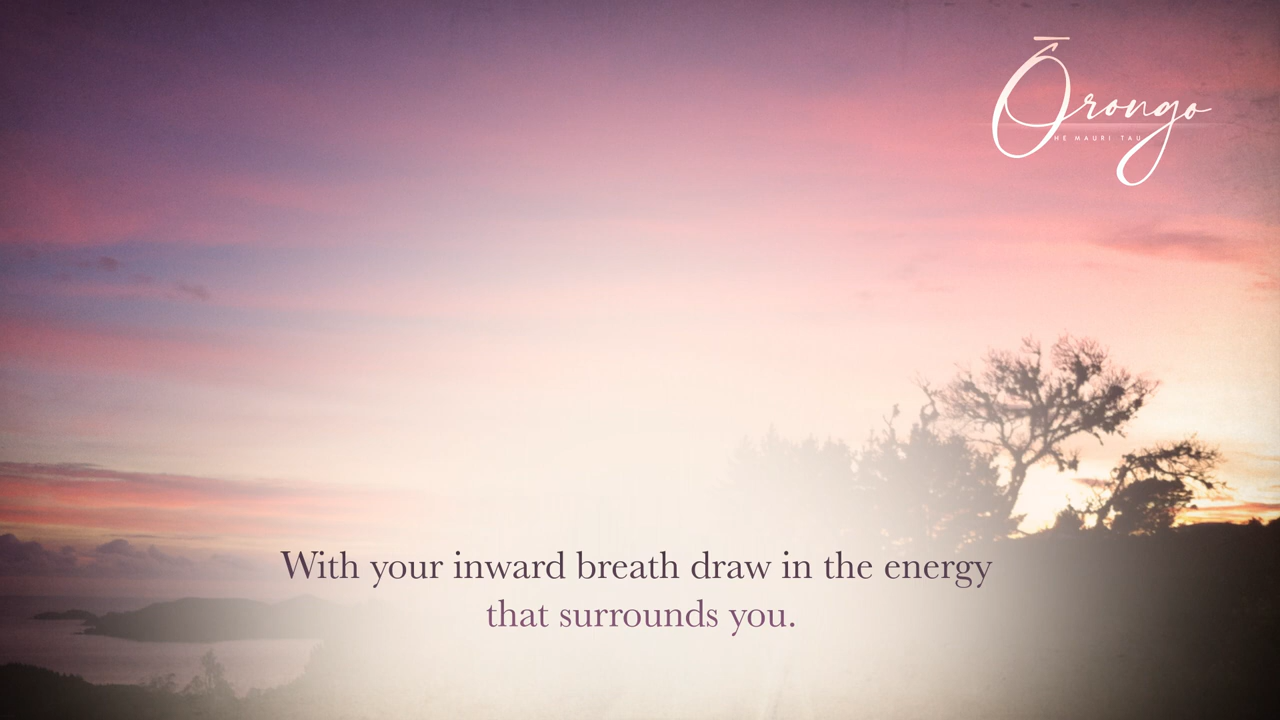 Ōrongo
HE MAURI TAU
With your inward breath draw in the energy
that surrounds you.